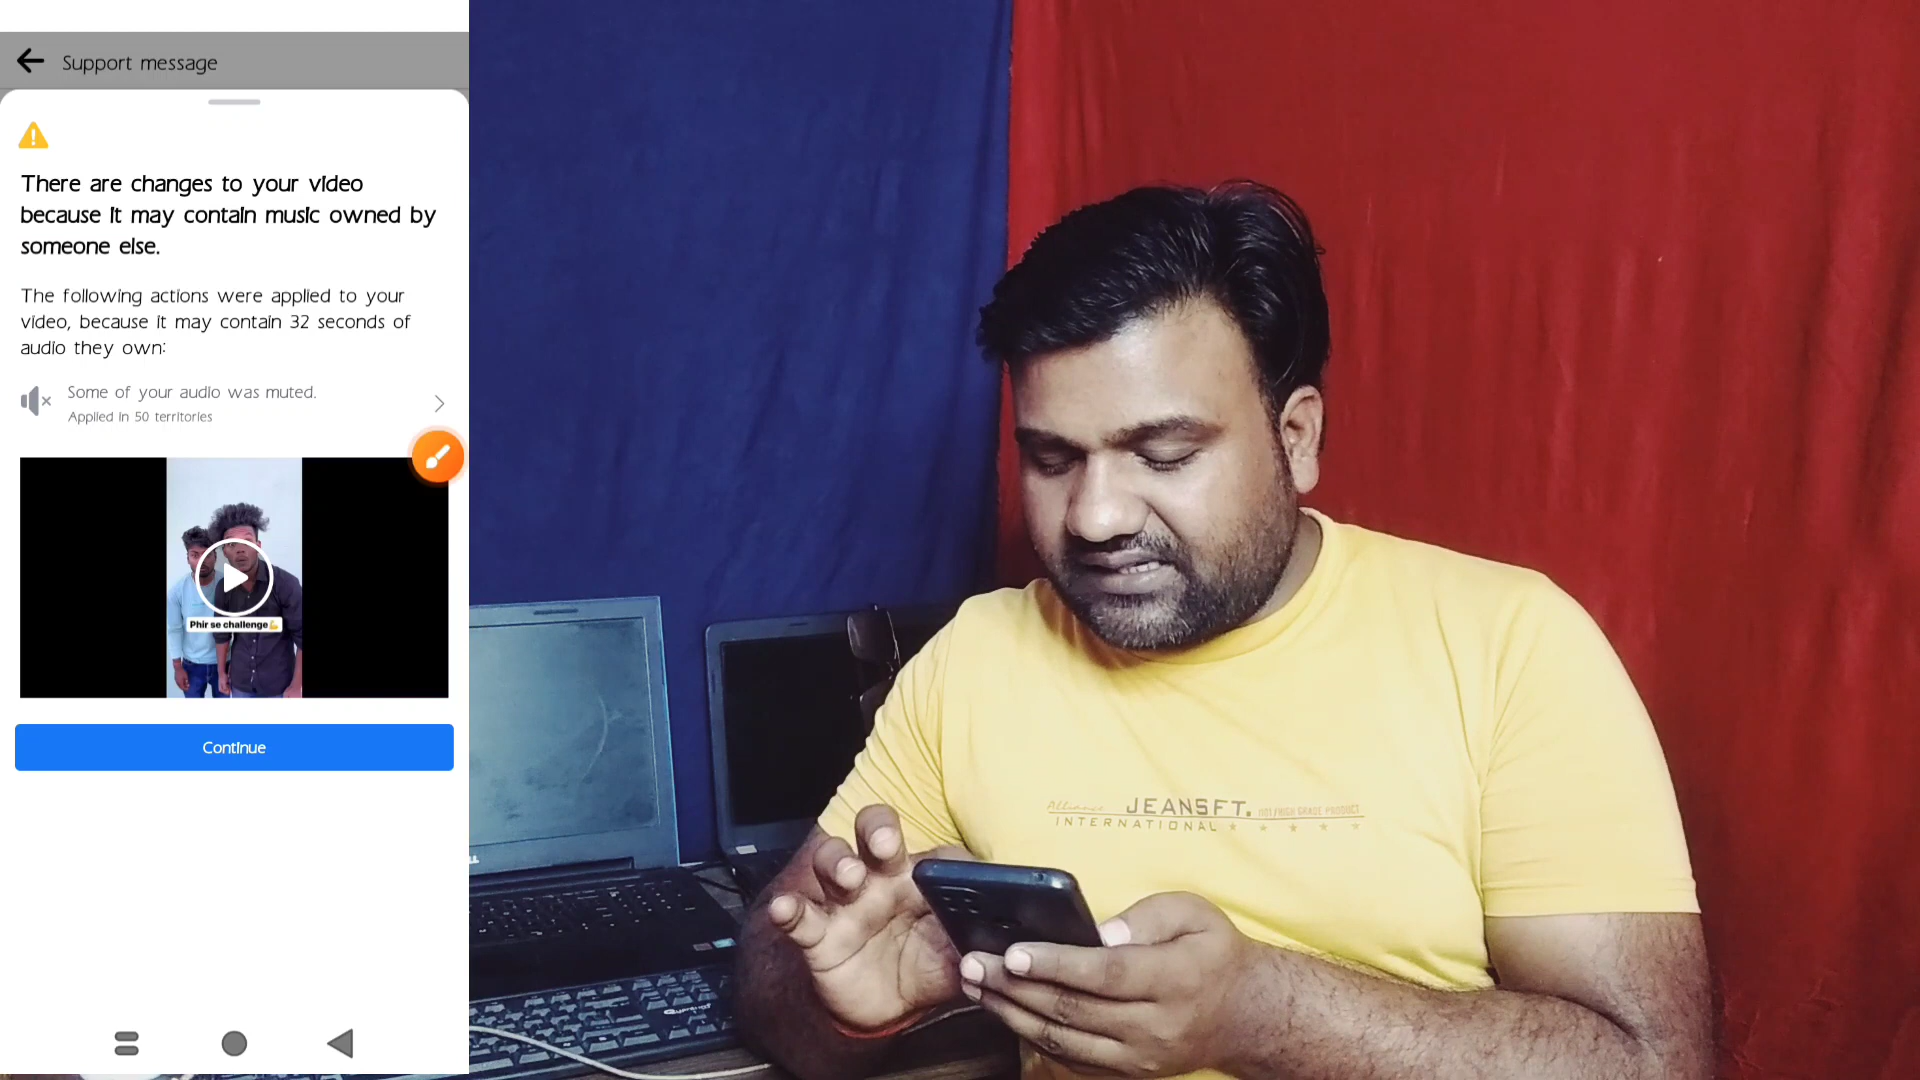 Support message
There are changes to your video
because it may contain music owned by
someone else.
The following actions were applied to your
video, because it may contain 32 seconds of
audio they own:
Some of your audio was muted.
Applied in 50 territories
Phir se challenge💪
Continue
Alliance JEANSFT.
INTERNATIONAL